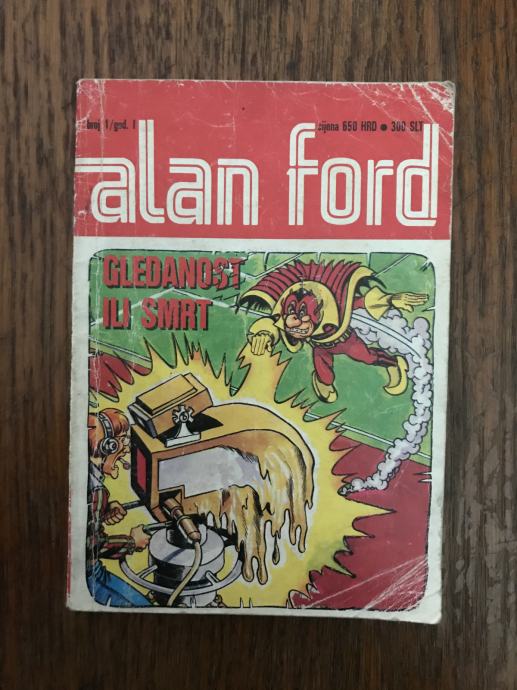 broj 1/god. I
cijena 650 HRD ● 300 SLT
alan ford
GLEDANOST
ILI SMRT